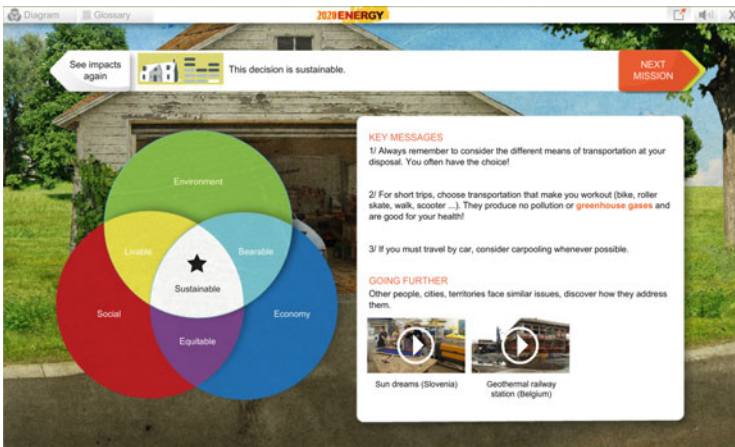 Diagram Glossary 2020 ENERGY X
See impacts
again
This decision is sustainable.
NEXT
MISSION
Environment
Livable
Bearable
Sustainable
Social
Economy
Equitable
KEY MESSAGES
1/ Always remember to consider the different means of transportation at your
disposal. You often have the choice!
2/ For short trips, choose transportation that make you workout (bike, roller
skate, walk, scooter ...). They produce no pollution or greenhouse gases and
are good for your health!
3/ If you must travel by car, consider carpooling whenever possible.
GOING FURTHER
Other people, cities, territories face similar issues, discover how they address
them.
Sun dreams (Slovenia)
Geothermal railway
station (Belgium)